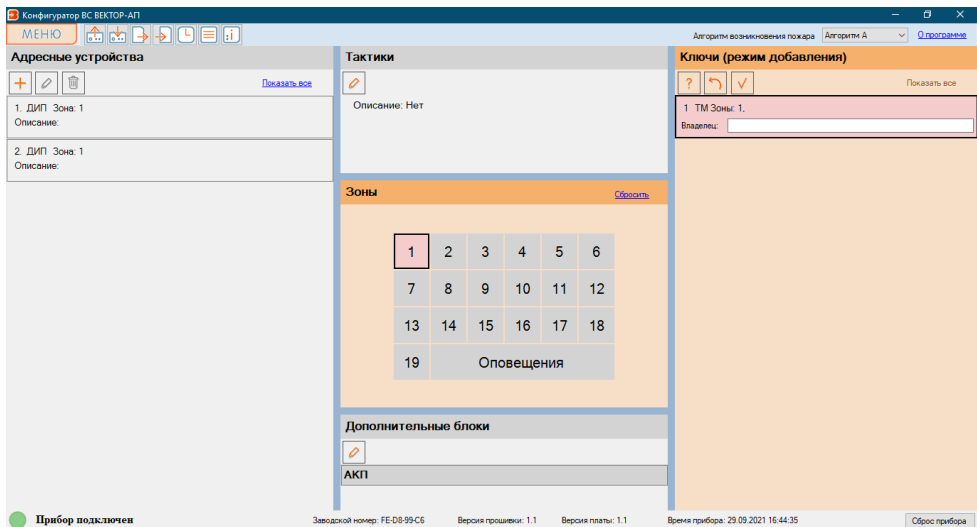 Конфигуратор ВС ВЕКТОР-АП
МЕНЮ
Алгоритм возникновения пожара Алгоритм А О программе
Адресные устройства
Показать все
1. ДИП Зона: 1
Описание:
2. ДИП Зона: 1
Описание:
Тактики
Описание: Нет
Зоны Сбросить
1 2 3 4 5 6
7 8 9 10 11 12
13 14 15 16 17 18
19 Оповещения
Дополнительные блоки
АКП
Ключи (режим добавления)
? Показать все
1 ТМ Зоны: 1,
Владелец:
Прибор подключен Заводской номер: FE-D8-99-C6 Версия прошивки: 1.1 Версия платы: 1.1 Время прибора: 29.09.2021 16:44:35 Сброс прибора